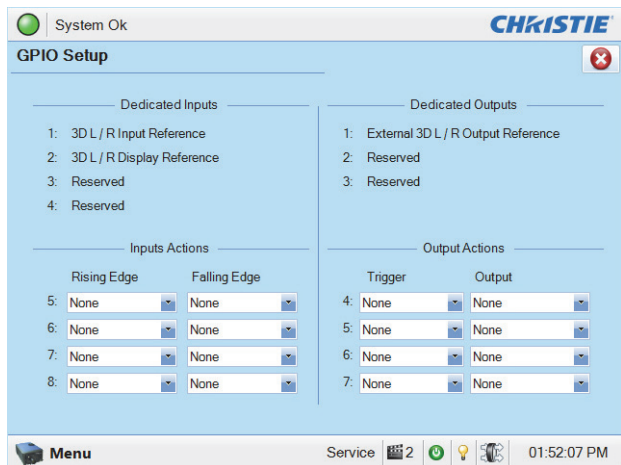 System Ok
CHRISTIE
GPIO Setup
Dedicated Inputs
1: 3D L / R Input Reference
2: 3D L / R Display Reference
3: Reserved
4: Reserved
Dedicated Outputs
1: External 3D L / R Output Reference
2: Reserved
3: Reserved
Inputs Actions
Rising Edge Falling Edge
5: None None
6: None None
7: None None
8: None None
Output Actions
Trigger Output
4: None None
5: None None
6: None None
7: None None
Menu Service 2 01:52:07 PM